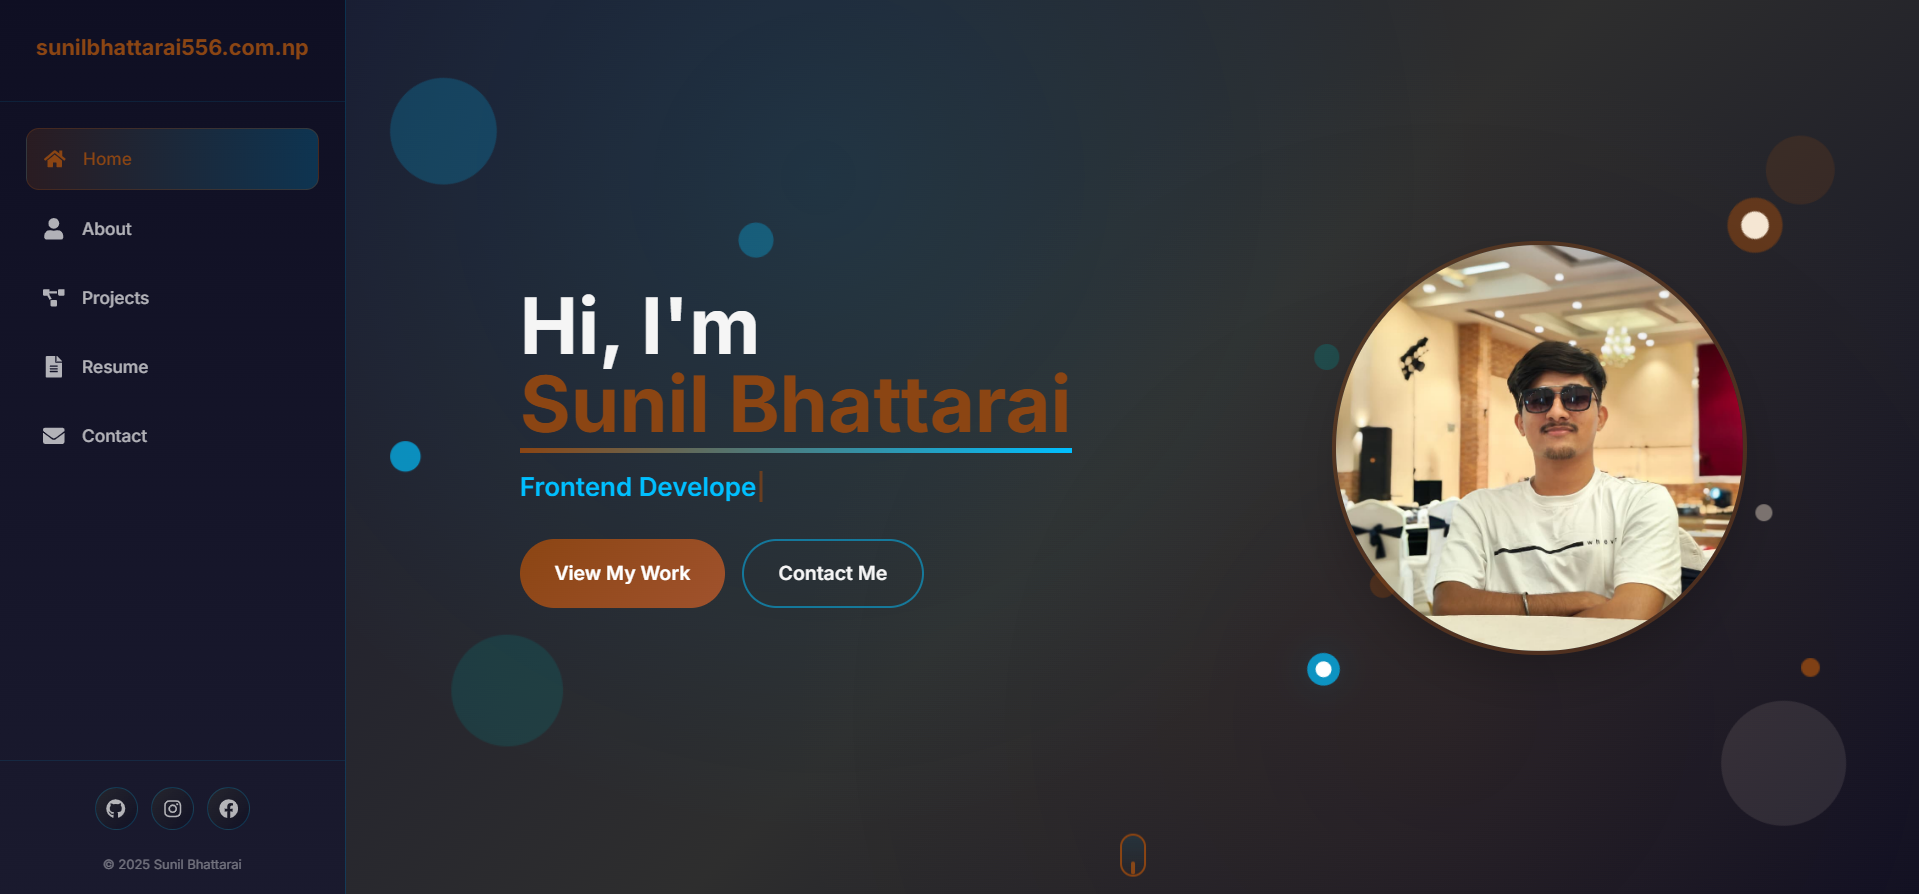 sunilbhattarai556.com.np
Home
About
Projects
Resume
Contact
© 2025 Sunil Bhattarai
Hi, I'm
Sunil Bhattarai
Frontend Develope
View My Work
Contact Me